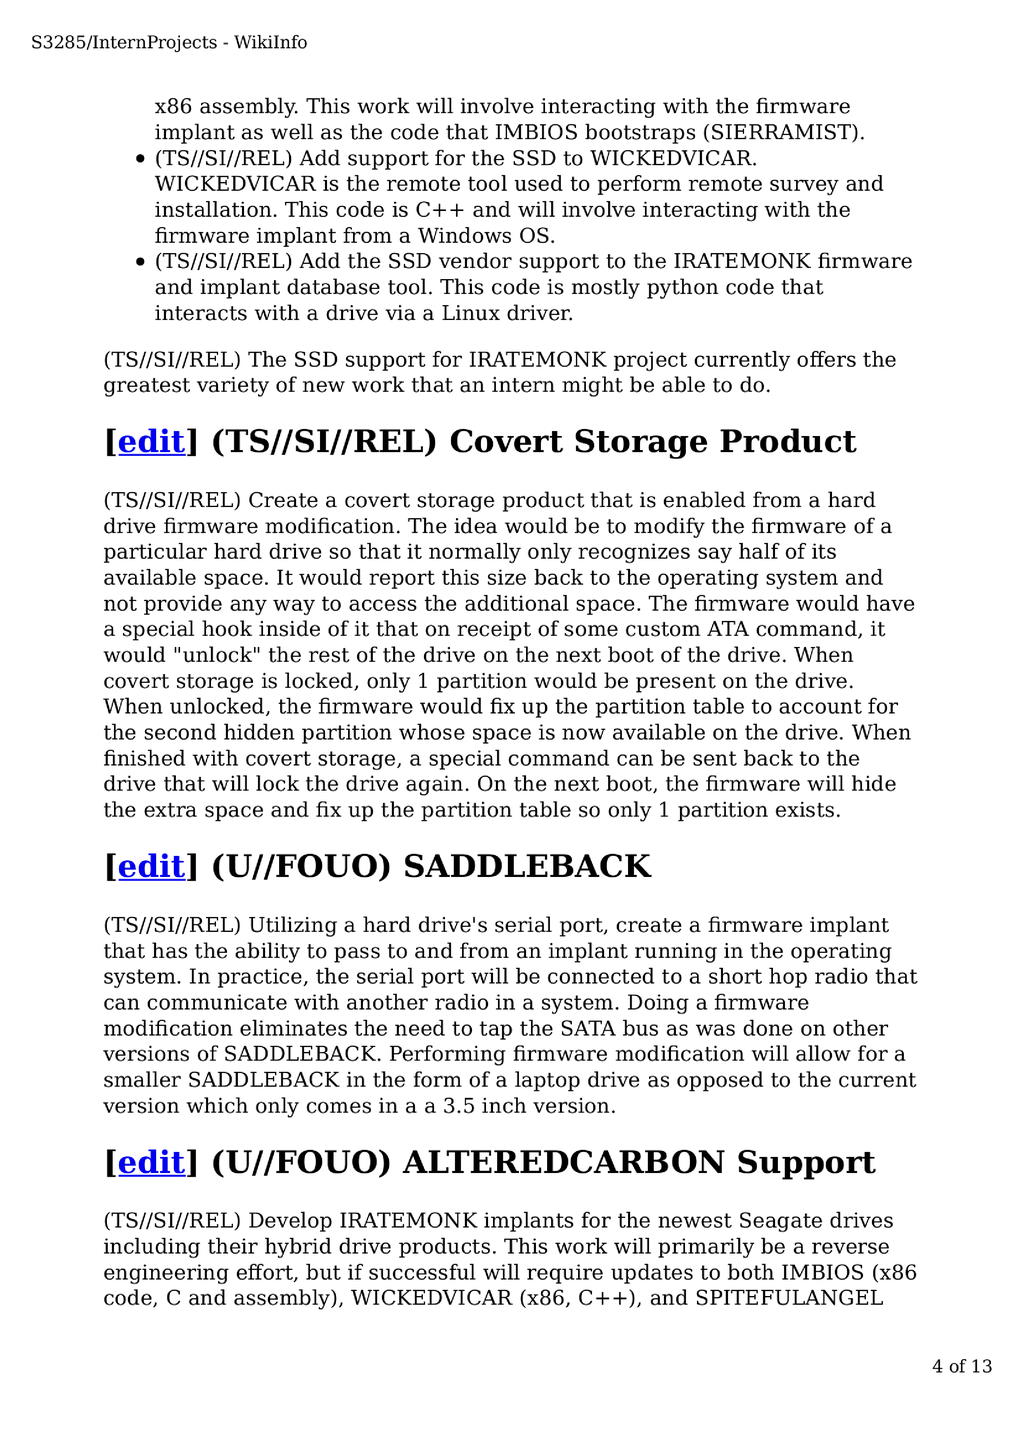 S3285/InternProjects - WikiInfo
x86 assembly. This work will involve interacting with the firmware
implant as well as the code that IMBIOS bootstraps (SIERRAMIST).
• (TS//SI//REL) Add support for the SSD to WICKEDVICAR.
WICKEDVICAR is the remote tool used to perform remote survey and
installation. This code is C++ and will involve interacting with the
firmware implant from a Windows OS.
• (TS//SI//REL) Add the SSD vendor support to the IRATEMONK firmware
and implant database tool. This code is mostly python code that
interacts with a drive via a Linux driver.
(TS//SI//REL) The SSD support for IRATEMONK project currently offers the
greatest variety of new work that an intern might be able to do.
[edit] (TS//SI//REL) Covert Storage Product
(TS//SI//REL) Create a covert storage product that is enabled from a hard
drive firmware modification. The idea would be to modify the firmware of a
particular hard drive so that it normally only recognizes say half of its
available space. It would report this size back to the operating system and
not provide any way to access the additional space. The firmware would have
a special hook inside of it that on receipt of some custom ATA command, it
would "unlock" the rest of the drive on the next boot of the drive. When
covert storage is locked, only 1 partition would be present on the drive.
When unlocked, the firmware would fix up the partition table to account for
the second hidden partition whose space is now available on the drive. When
finished with covert storage, a special command can be sent back to the
drive that will lock the drive again. On the next boot, the firmware will hide
the extra space and fix up the partition table so only 1 partition exists.
[edit] (U//FOUO) SADDLEBACK
(TS//SI//REL) Utilizing a hard drive's serial port, create a firmware implant
that has the ability to pass to and from an implant running in the operating
system. In practice, the serial port will be connected to a short hop radio that
can communicate with another radio in a system. Doing a firmware
modification eliminates the need to tap the SATA bus as was done on other
versions of SADDLEBACK. Performing firmware modification will allow for a
smaller SADDLEBACK in the form of a laptop drive as opposed to the current
version which only comes in a a 3.5 inch version.
[edit] (U//FOUO) ALTEREDCARBON Support
(TS//SI//REL) Develop IRATEMONK implants for the newest Seagate drives
including their hybrid drive products. This work will primarily be a reverse
engineering effort, but if successful will require updates to both IMBIOS (x86
code, C and assembly), WICKEDVICAR (x86, C++), and SPITEFULANGEL
4 of 13